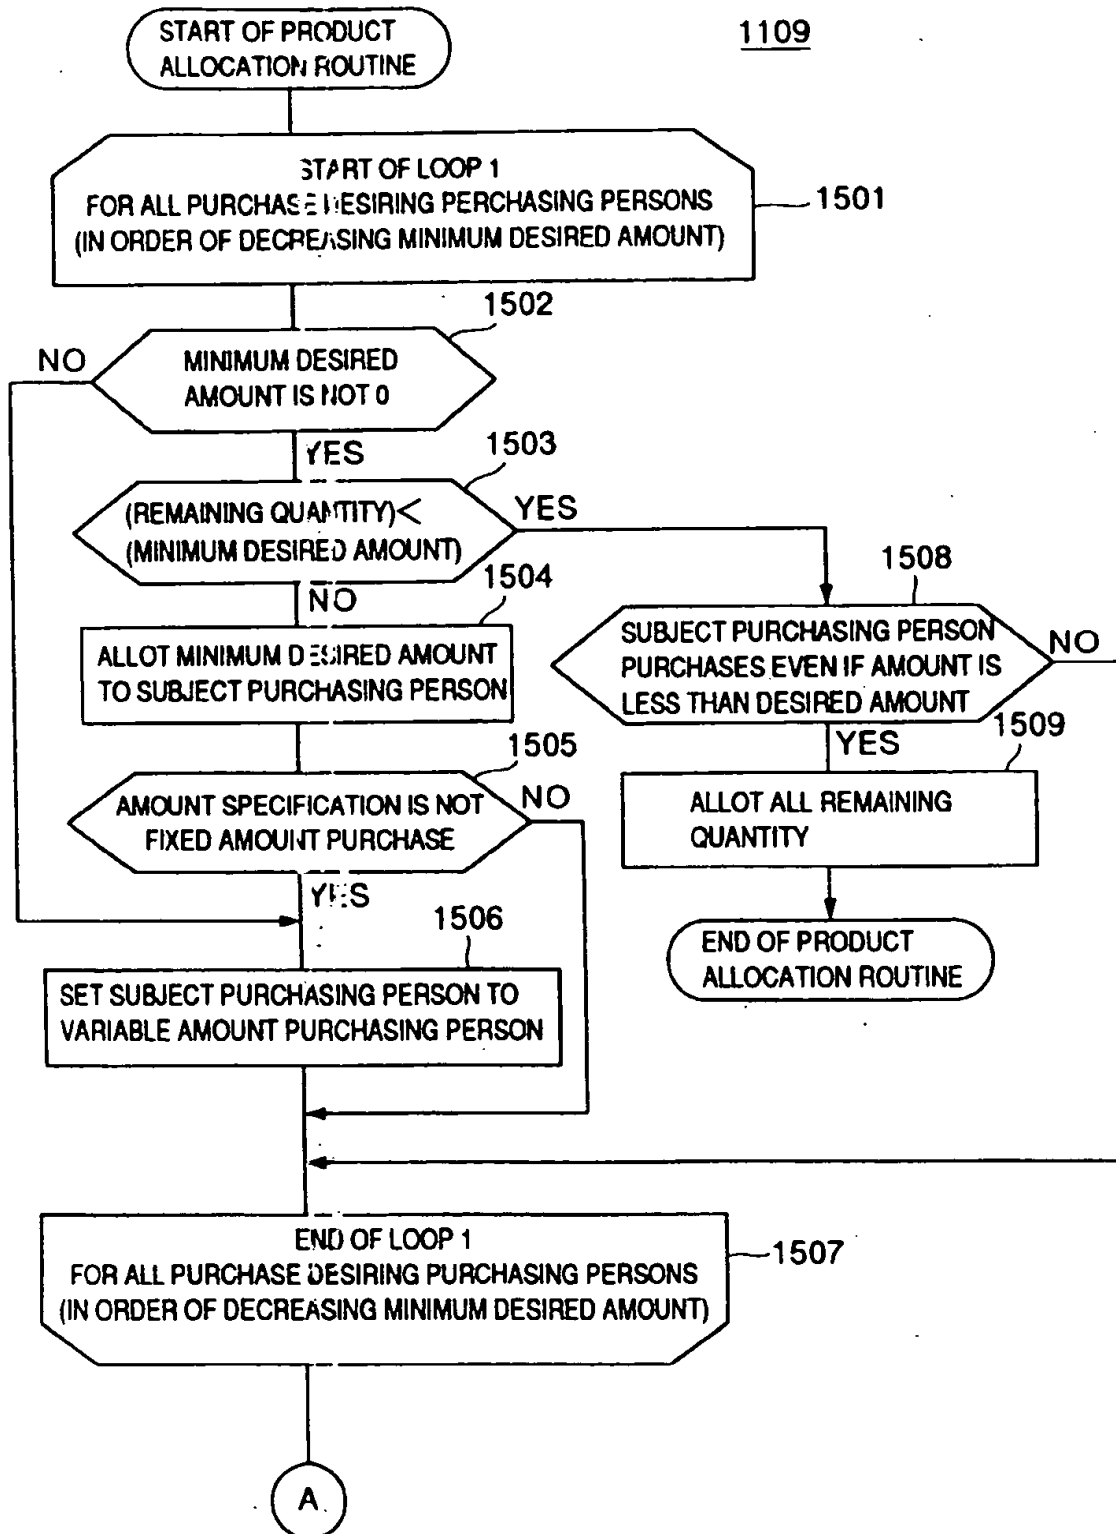 START OF PRODUCT
ALLOCATION ROUTINE
1109
START OF LOOP 1
FOR ALL PURCHASE DESIRING PERCHASING PERSONS
(IN ORDER OF DECREASING MINIMUM DESIRED AMOUNT)
1501
1502
NO
MINIMUM DESIRED
AMOUNT IS NOT 0
YES
1503
(REMAINING QUANTITY)<
(MINIMUM DESIRED AMOUNT)
YES
NO
1504
ALLOT MINIMUM DESIRED AMOUNT
TO SUBJECT PURCHASING PERSON
1508
SUBJECT PURCHASING PERSON
PURCHASES EVEN IF AMOUNT IS
LESS THAN DESIRED AMOUNT
NO
YES
1509
ALLOT ALL REMAINING
QUANTITY
END OF PRODUCT
ALLOCATION ROUTINE
1505
AMOUNT SPECIFICATION IS NOT
FIXED AMOUNT PURCHASE
NO
YES
1506
SET SUBJECT PURCHASING PERSON TO
VARIABLE AMOUNT PURCHASING PERSON
END OF LOOP 1
FOR ALL PURCHASE DESIRING PURCHASING PERSONS
(IN ORDER OF DECREASING MINIMUM DESIRED AMOUNT)
1507
A